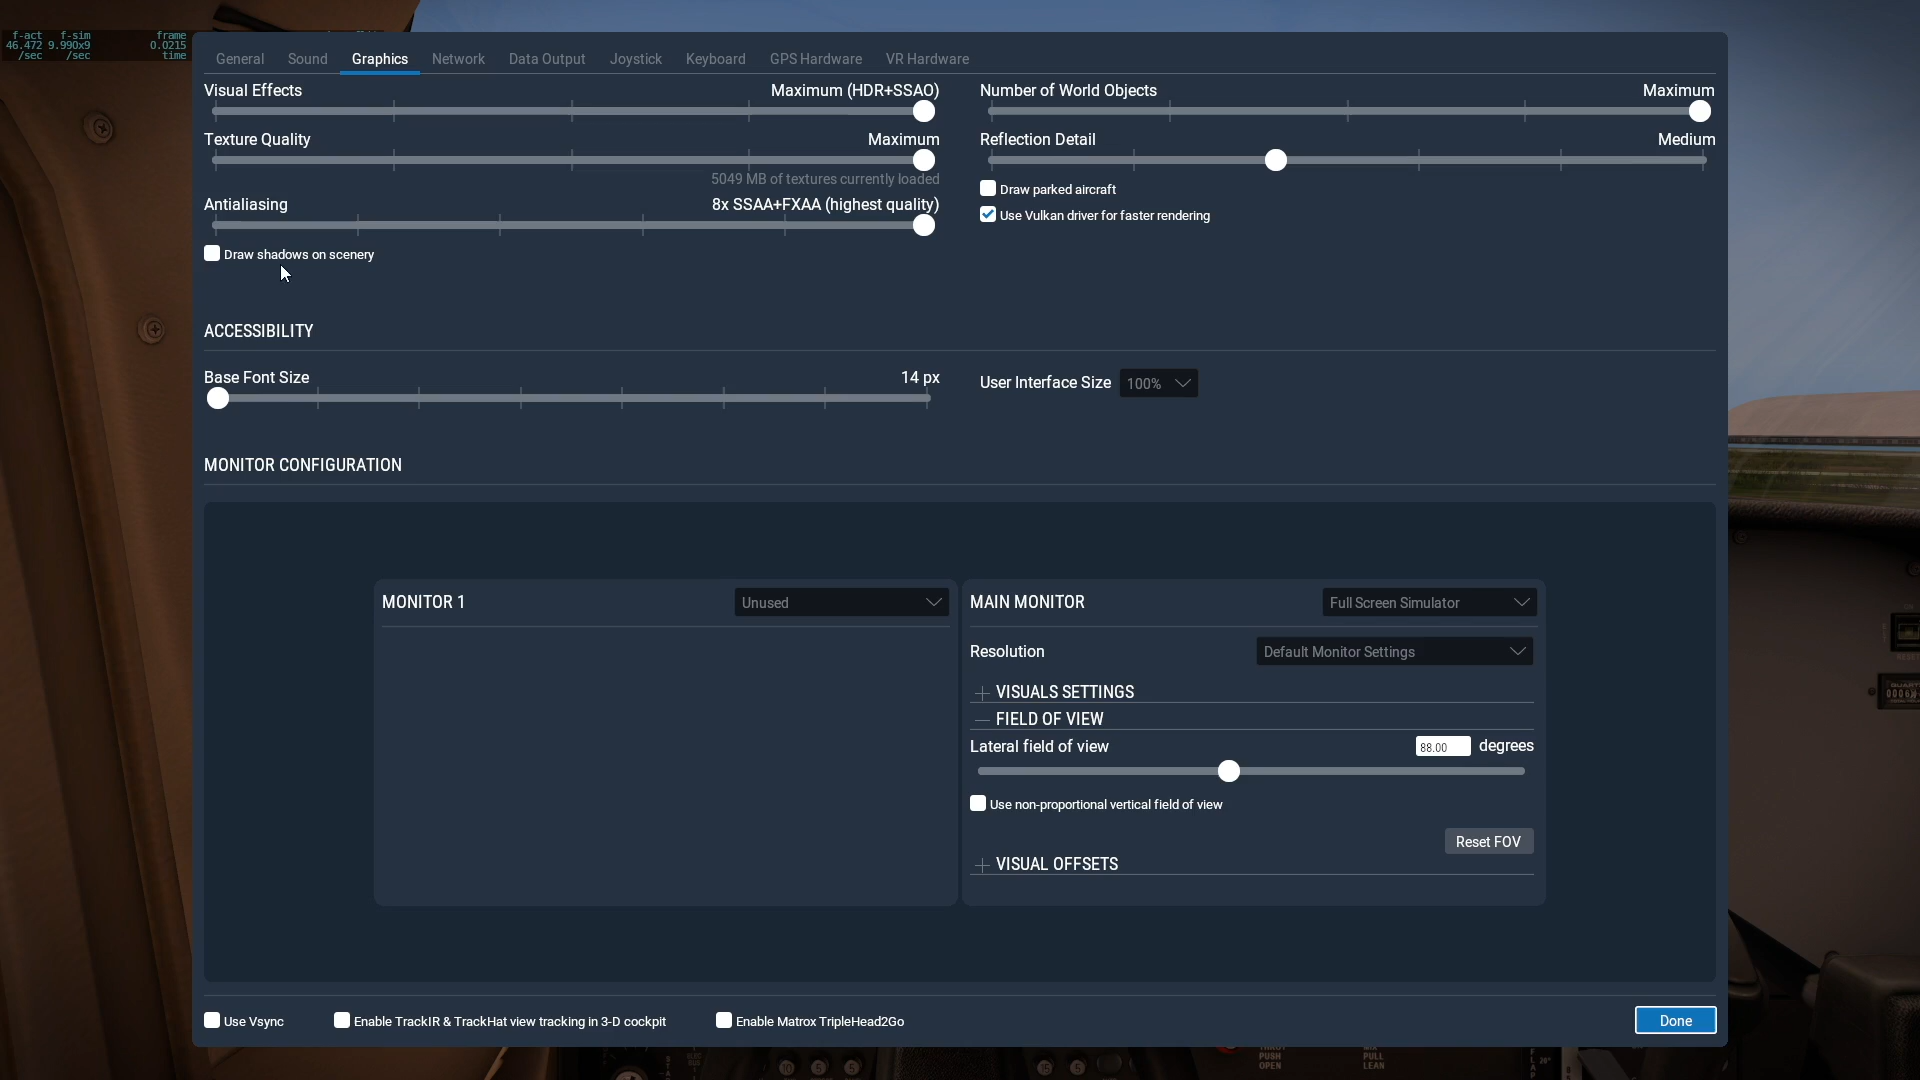 f-act f-sim frame
46.472 9.990x9 0.0215
/sec /sec time
General Sound Graphics Network Data Output Joystick Keyboard GPS Hardware VR Hardware
Visual Effects Maximum (HDR+SSAO)
Number of World Objects Maximum
Texture Quality Maximum
Reflection Detail Medium
5049 MB of textures currently loaded
Draw parked aircraft
Antialiasing 8x SSAA+FXAA (highest quality)
Use Vulkan driver for faster rendering
Draw shadows on scenery
ACCESSIBILITY
Base Font Size 14 px
User Interface Size 100%
MONITOR CONFIGURATION
MONITOR 1 Unused
MAIN MONITOR Full Screen Simulator
Resolution Default Monitor Settings
VISUALS SETTINGS
FIELD OF VIEW
Lateral field of view 88.00 degrees
Use non-proportional vertical field of view
Reset FOV
VISUAL OFFSETS
Use Vsync Enable TrackIR & TrackHat view tracking in 3-D cockpit Enable Matrox TripleHead2Go Done
PUSH
OPEN
PULL
LEAN